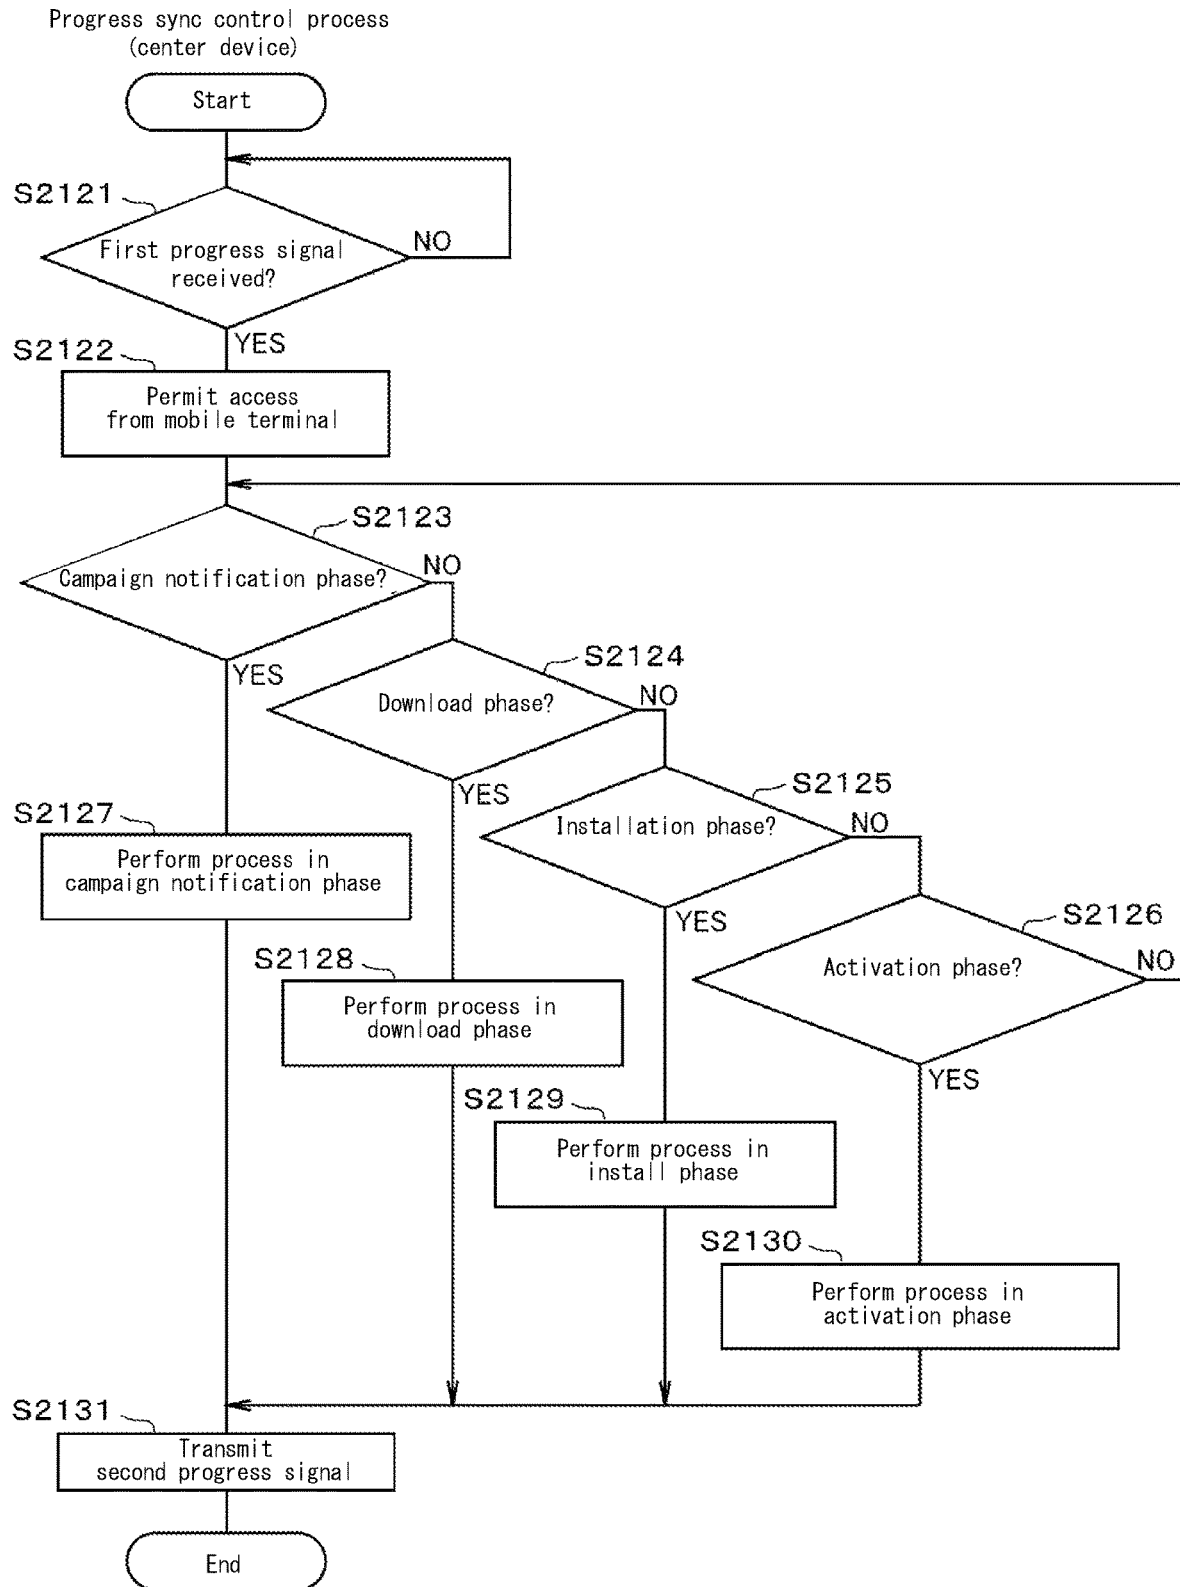 Progress sync control process
(center device)
Start
S2121
First progress signal
received?
NO
YES
S2122
Permit access
from mobile terminal
S2123
Campaign notification phase?
NO
YES
S2124
Download phase?
NO
YES
S2125
Installation phase?
NO
YES
S2126
Activation phase?
NO
YES
S2127
Perform process in
campaign notification phase
S2128
Perform process in
download phase
S2129
Perform process in
install phase
S2130
Perform process in
activation phase
S2131
Transmit
second progress signal
End